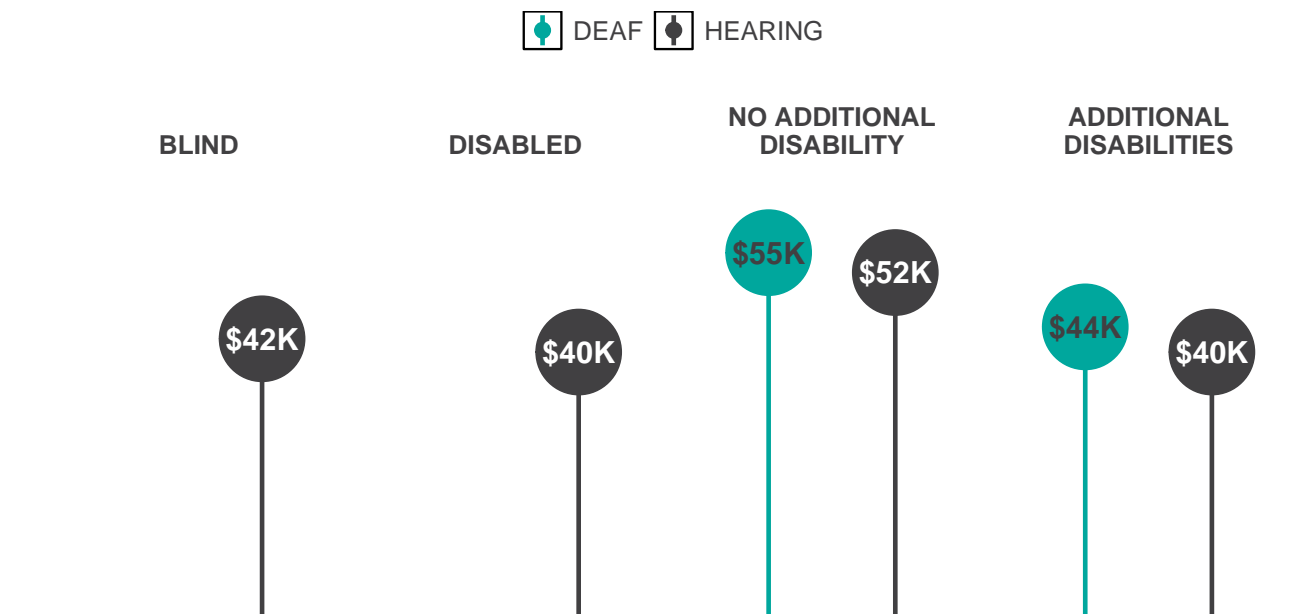 DEAF HEARING
BLIND
DISABLED
NO ADDITIONAL
DISABILITY
ADDITIONAL
DISABILITIES
$42K
$40K
$55K
$52K
$44K
$40K